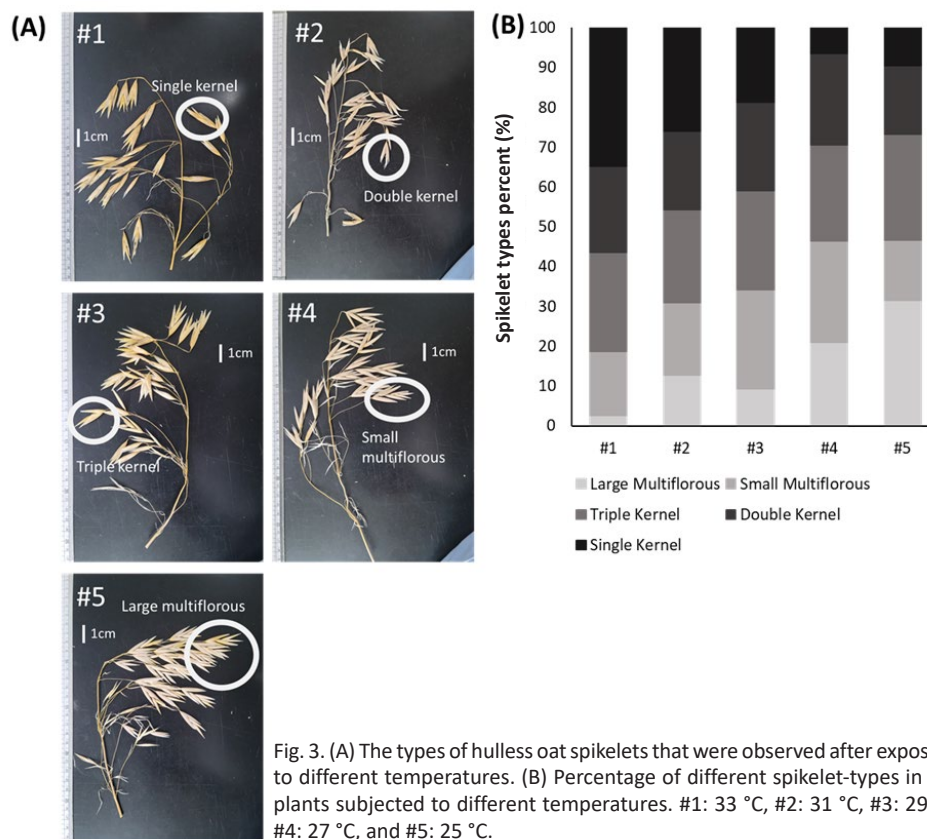 (A)
#1
Single kernel
1cm
#2
1cm
Double kernel
#3
1cm
Triple kernel
#4
1cm
Small
multiflorous
#5
Large multiflorous
1cm
(B)
Spikelet types percent (%)
100
90
80
70
60
50
40
30
20
10
0
#1 #2 #3 #4 #5
Large Multiflorous Small Multiflorous
Triple Kernel Double Kernel
Single Kernel
Fig. 3. (A) The types of hulless oat spikelets that were observed after expos
to different temperatures. (B) Percentage of different spikelet-types in
plants subjected to different temperatures. #1: 33 °C, #2: 31 °C, #3: 29
#4: 27 °C, and #5: 25 °C.